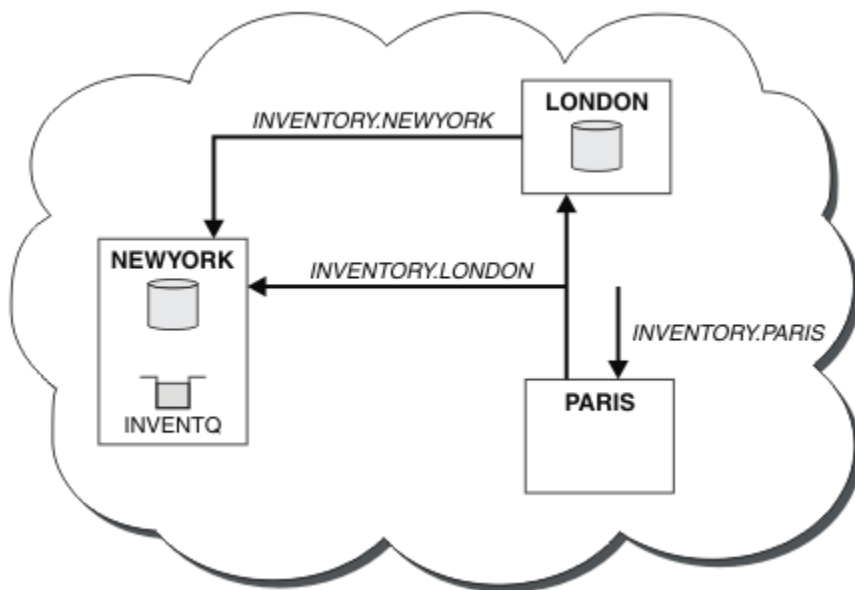 LONDON
INVENTORY.NEWYORK
NEWYORK
INVENTORY.LONDON
INVENTORY.PARIS
PARIS
INVENTQ